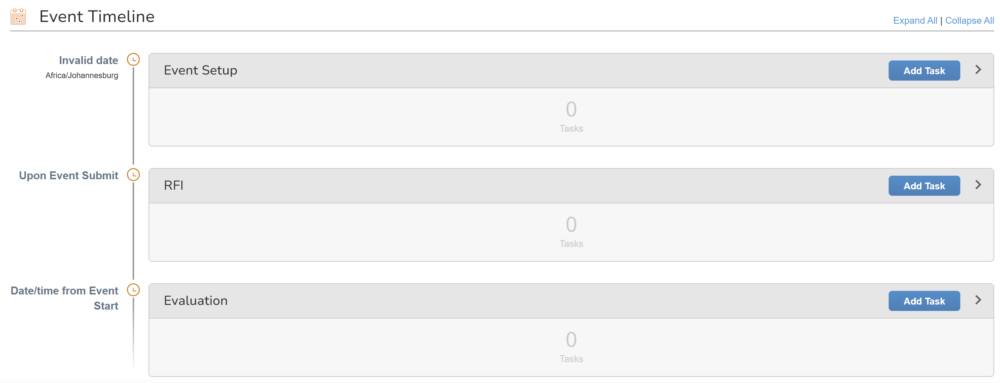 Event Timeline
Expand All | Collapse All
Invalid date
Africa/Johannesburg
Event Setup
Add Task
0
Tasks
Upon Event Submit
RFI
Add Task
0
Tasks
Date/time from Event
Start
Evaluation
Add Task
0
Tasks